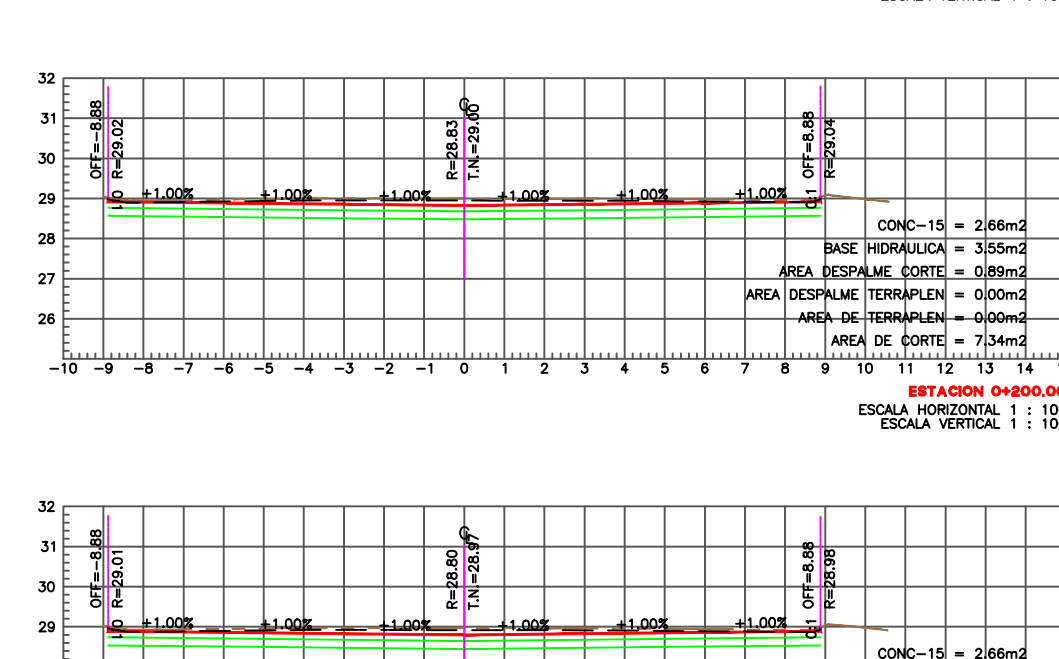 32
31
30
29
28
27
26
OFF=-8.88
R=29.02
R=28.83
T.N.=29.00
OFF=8.88
R=29.04
+1.00% +1.00% +1.00% +1.00% +1.00% +1.00%
CONC-15 = 2.66m2
BASE HIDRAULICA = 3.55m2
AREA DESPALME CORTE = 0.89m2
AREA DESPALME TERRAPLEN = 0.00m2
AREA DE TERRAPLEN = 0.00m2
AREA DE CORTE = 7.34m2
-10 -9 -8 -7 -6 -5 -4 -3 -2 -1 0 1 2 3 4 5 6 7 8 9 10 11 12 13 14
ESTACION 0+200.0
ESCALA HORIZONTAL 1 : 10
ESCALA VERTICAL 1 : 10
32
31
30
29
OFF=-8.88
R=29.01
R=28.80
T.N.=28.97
OFF=8.88
R=28.98
+1.00% +1.00% +1.00% +1.00% +1.00% +1.00%
CONC-15 = 2.66m2